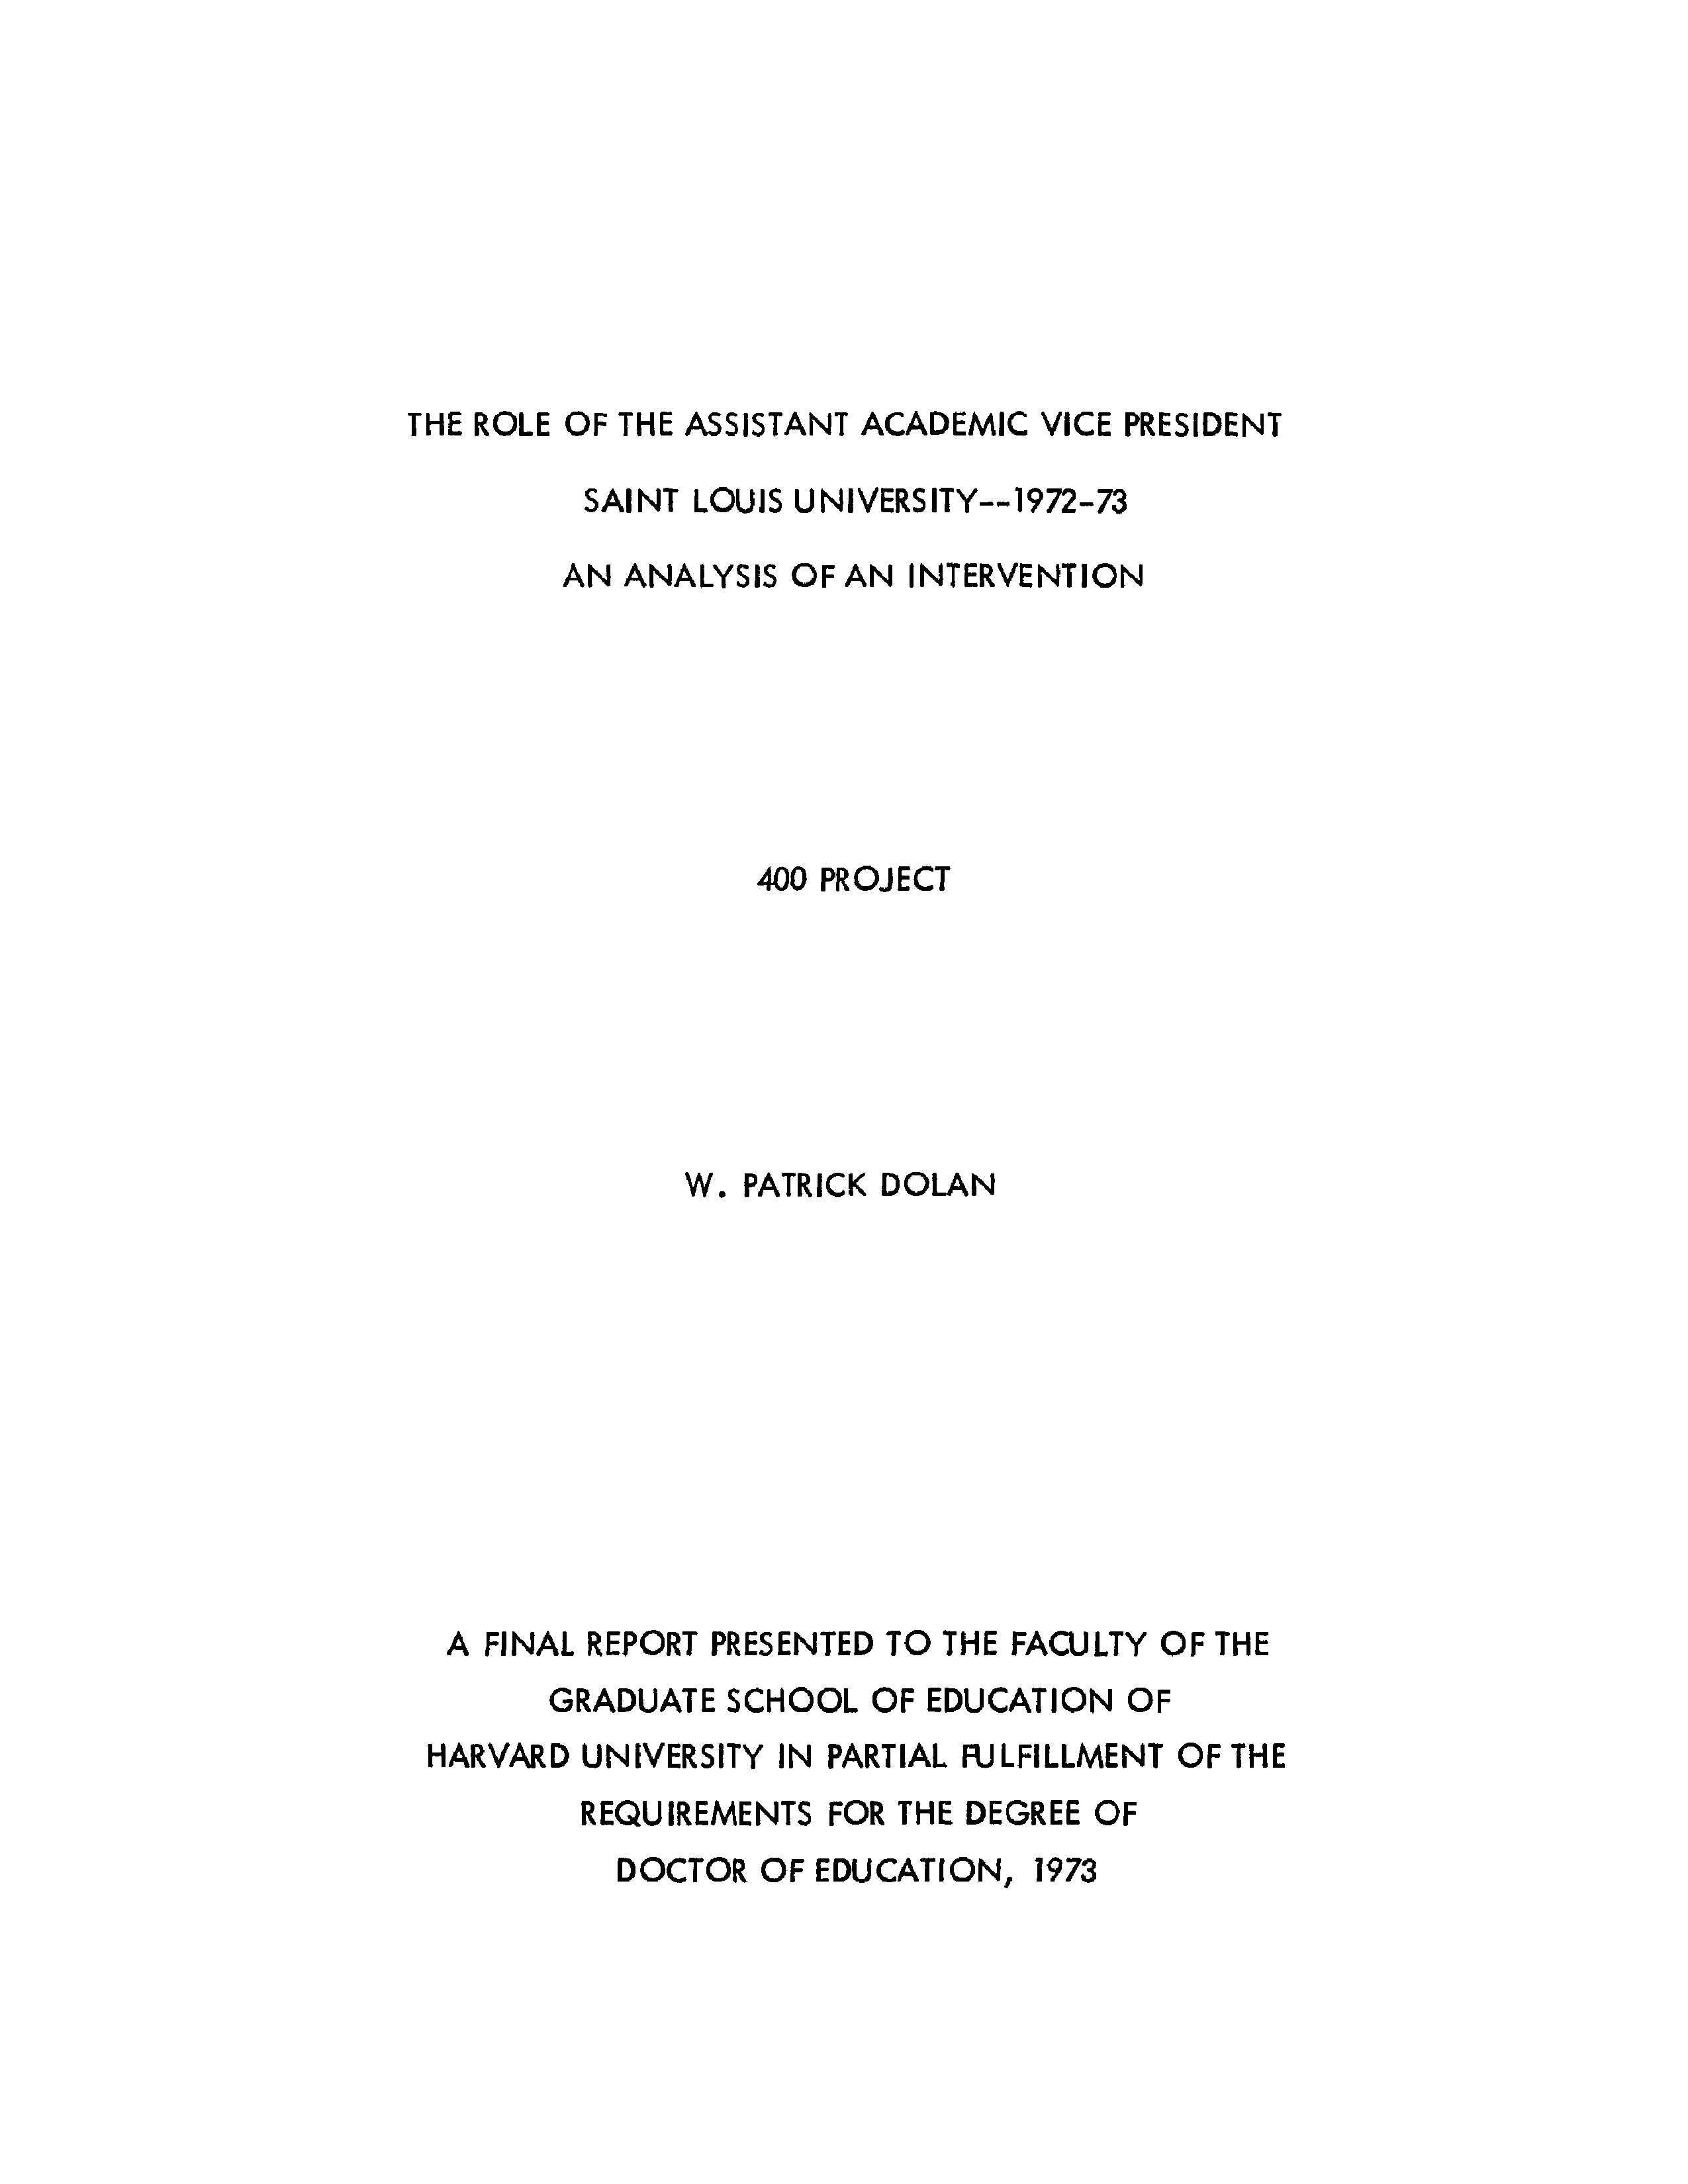 THE ROLE OF THE ASSISTANT ACADEMIC VICE PRESIDENT
SAINT LOUIS UNIVERSITY--1972-73
AN ANALYSIS OF AN INTERVENTION
400 PROJECT
W. PATRICK DOLAN
A FINAL REPORT PRESENTED TO THE FACULTY OF THE
GRADUATE SCHOOL OF EDUCATION OF
HARVARD UNIVERSITY IN PARTIAL FULFILLMENT OF THE
REQUIREMENTS FOR THE DEGREE OF
DOCTOR OF EDUCATION, 1973